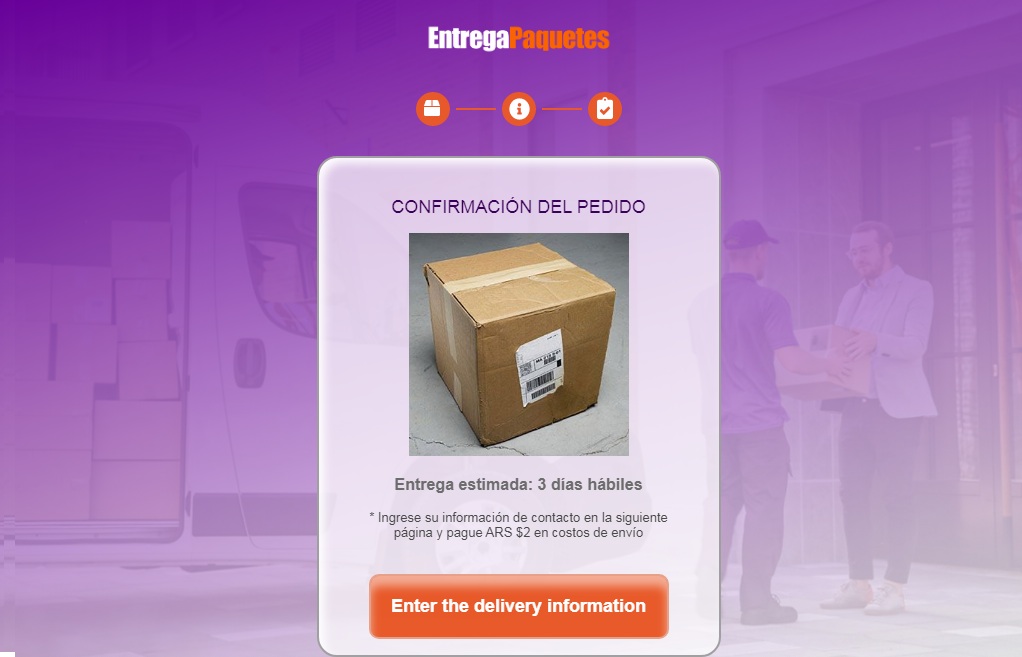 EntregaPaquetes
CONFIRMACIÓN DEL PEDIDO
Entrega estimada: 3 días hábiles
* Ingrese su información de contacto en la siguiente
página y pague ARS $2 en costos de envío
Enter the delivery information